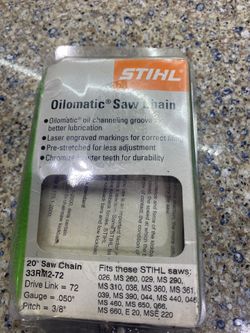 STIHL
Oilomatic® Saw Chain
• Oilomatic® oil channeling groove
better lubrication
• Laser engraved markings for correct
• Pre-stretched for less adjustment
• Chrome teeth for durability
20" Saw Chain
33RM2-72
Drive Link = 72
Gauge = .050"
Pitch = 3/8"
Fits these STIHL saws:
026, MS 260, 029, MS 290,
MS 310, 036, MS 360, MS 361,
039, MS 390, 044, MS 440, 046
MS 460, MS 650, 066,
MS 660, E 20, MSE 220